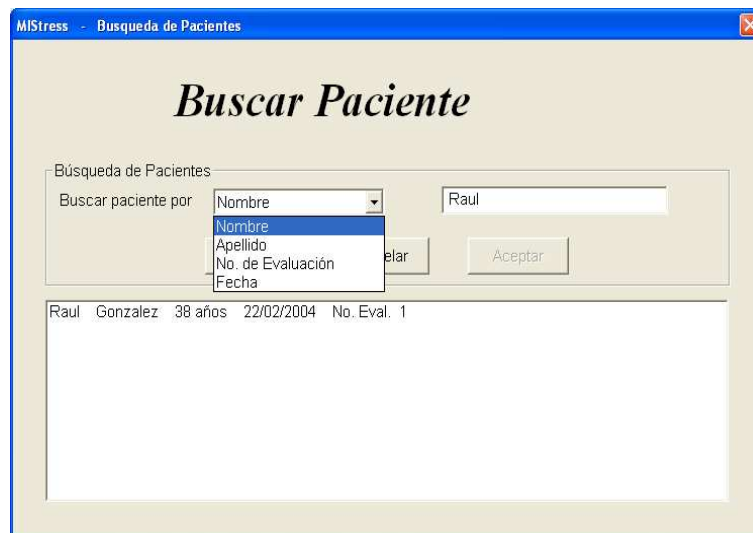 MIStress - Busqueda de Pacientes
Buscar Paciente
Búsqueda de Pacientes
Buscar paciente por Nombre Raul
Nombre
Apellido
No. de Evaluación
Fecha
elar Aceptar
Raul Gonzalez 38 años 22/02/2004 No. Eval. 1